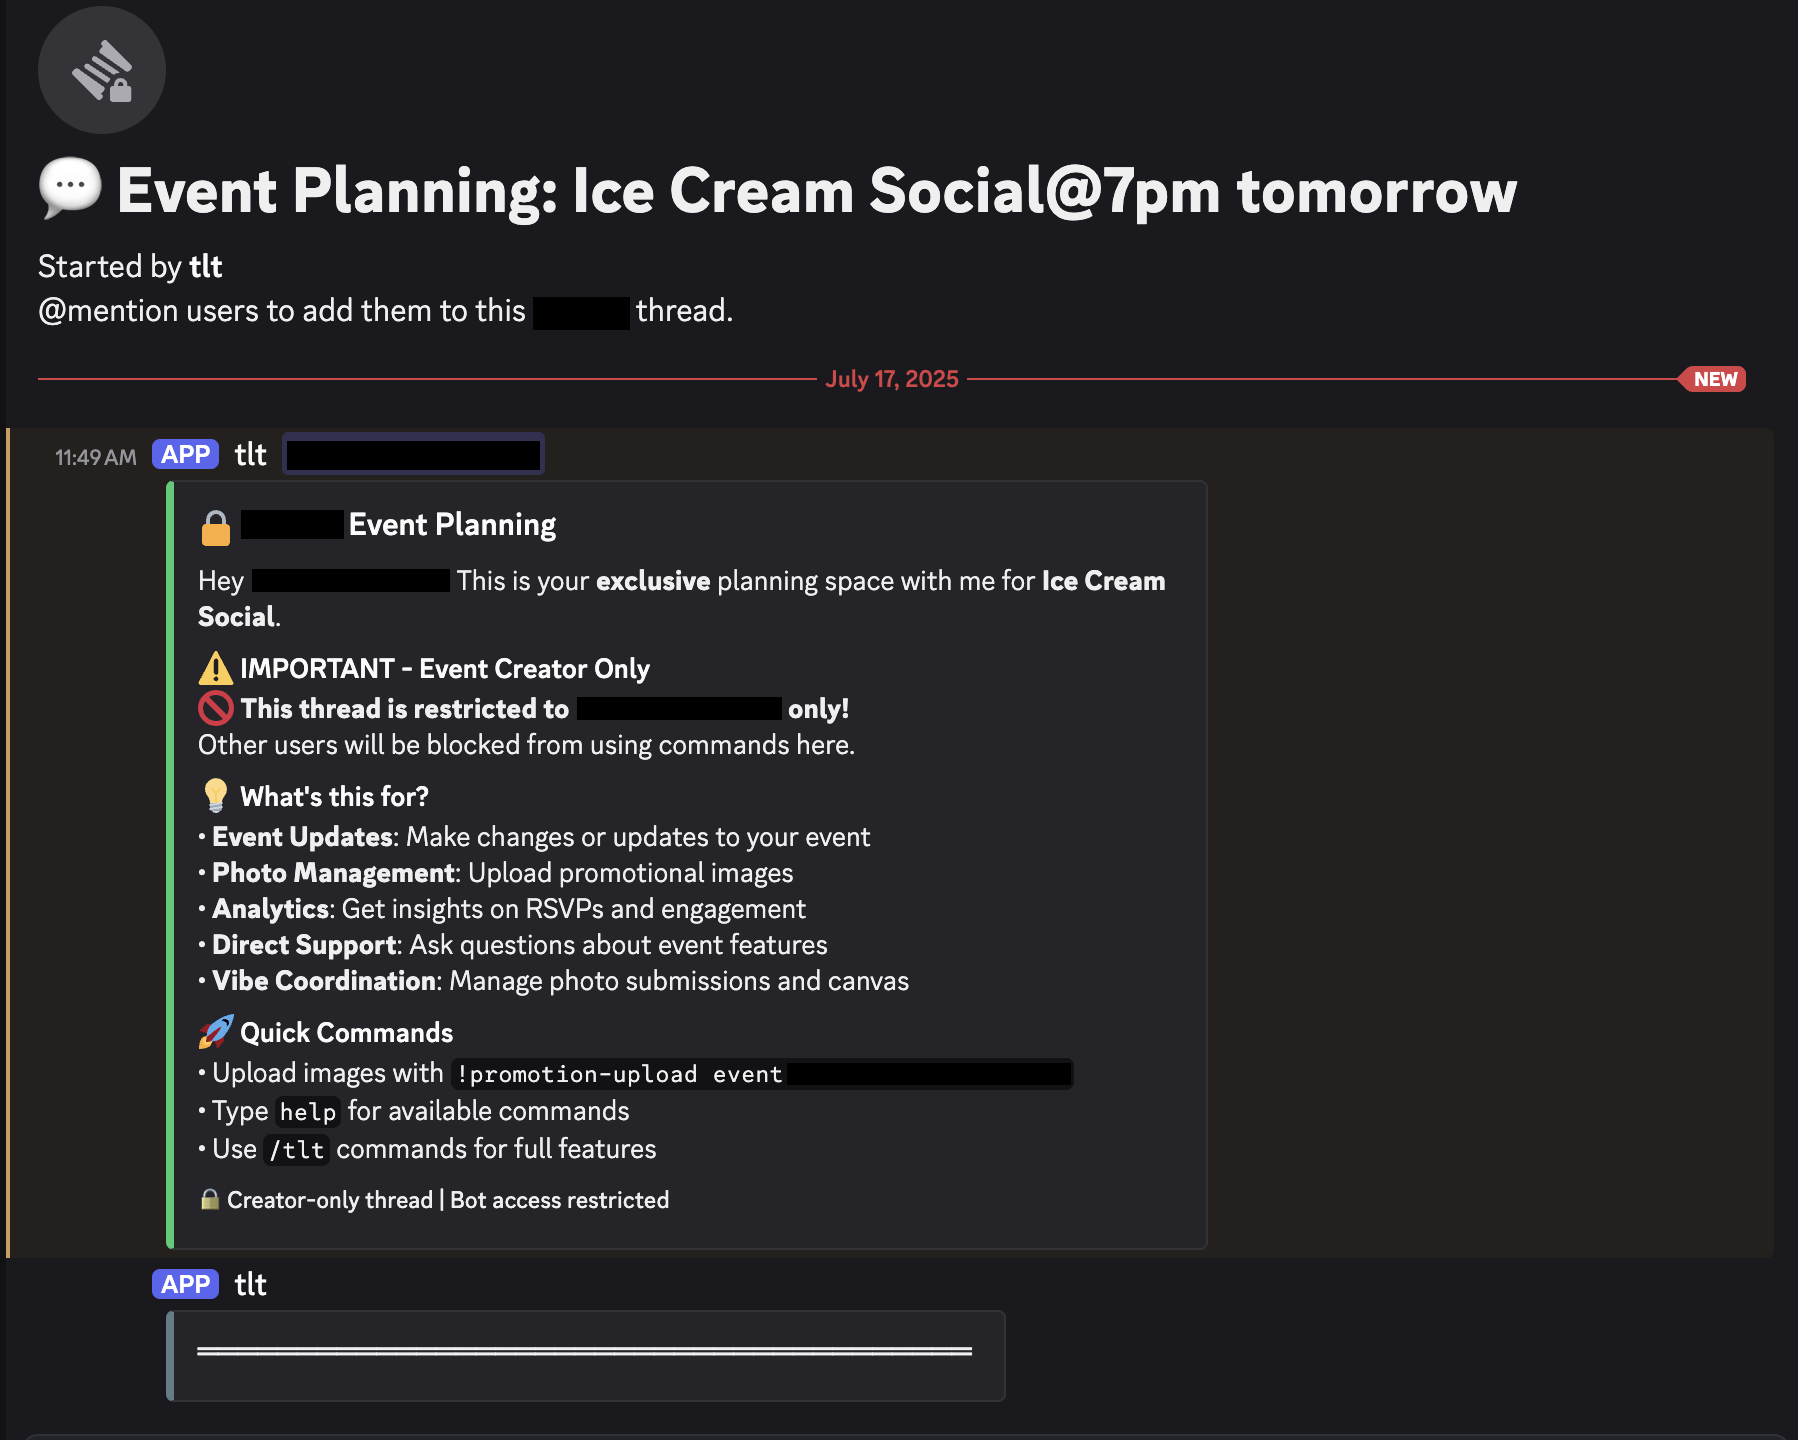 💬 Event Planning: Ice Cream Social@7pm tomorrow
Started by tlt
@mention users to add them to this thread.
July 17, 2025
NEW
11:49 AM APP tlt
🔒 Event Planning
Hey This is your exclusive planning space with me for Ice Cream
Social.
⚠️ IMPORTANT - Event Creator Only
🚫 This thread is restricted to only!
Other users will be blocked from using commands here.
💡 What's this for?
• Event Updates: Make changes or updates to your event
• Photo Management: Upload promotional images
• Analytics: Get insights on RSVPs and engagement
• Direct Support: Ask questions about event features
• Vibe Coordination: Manage photo submissions and canvas
🚀 Quick Commands
• Upload images with !promotion-upload event
• Type help for available commands
• Use /tlt commands for full features
🔒 Creator-only thread | Bot access restricted
APP tlt